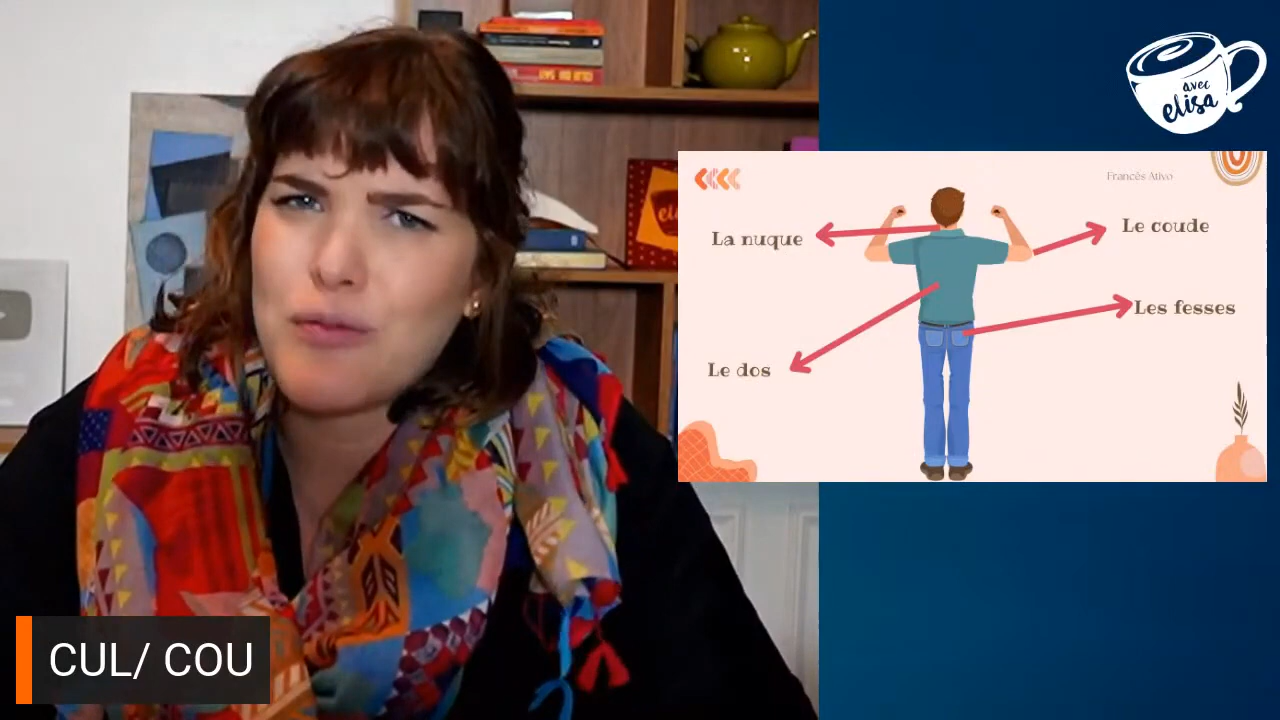 avec
elisa
Francês Ativo
La nuque
Le coude
Les fesses
Le dos
CUL/ COU